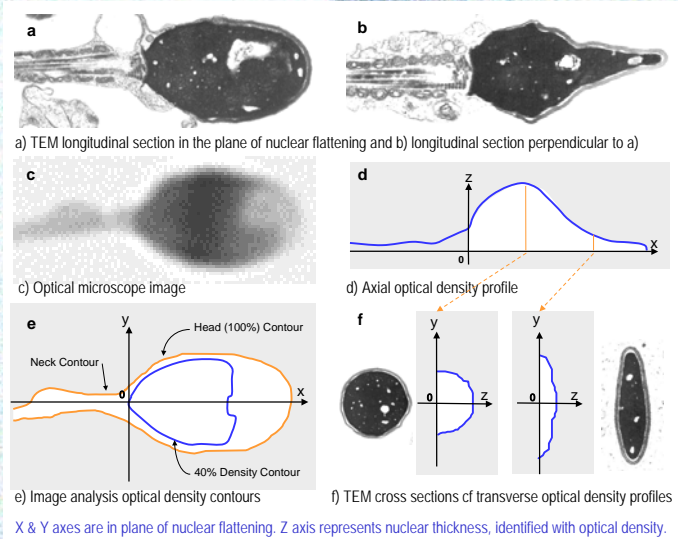 a
b
a) TEM longitudinal section in the plane of nuclear flattening and b) longitudinal section perpendicular to a)
c
d
z
x
0
c) Optical microscope image
d) Axial optical density profile
e
y
Head (100%) Contour
Neck Contour
0
x
40% Density Contour
f
y
0
z
y
0
z
e) Image analysis optical density contours
f) TEM cross sections cf transverse optical density profiles
X & Y axes are in plane of nuclear flattening. Z axis represents nuclear thickness, identified with optical density.